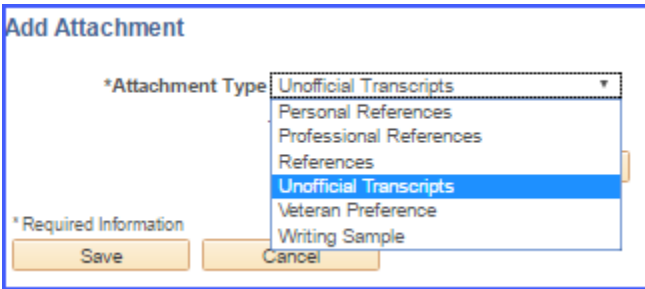 Add Attachment
*Attachment Type Unofficial Transcripts
Personal References
Professional References
References
Unofficial Transcripts
Veteran Preference
Writing Sample
* Required Information
Save Cancel